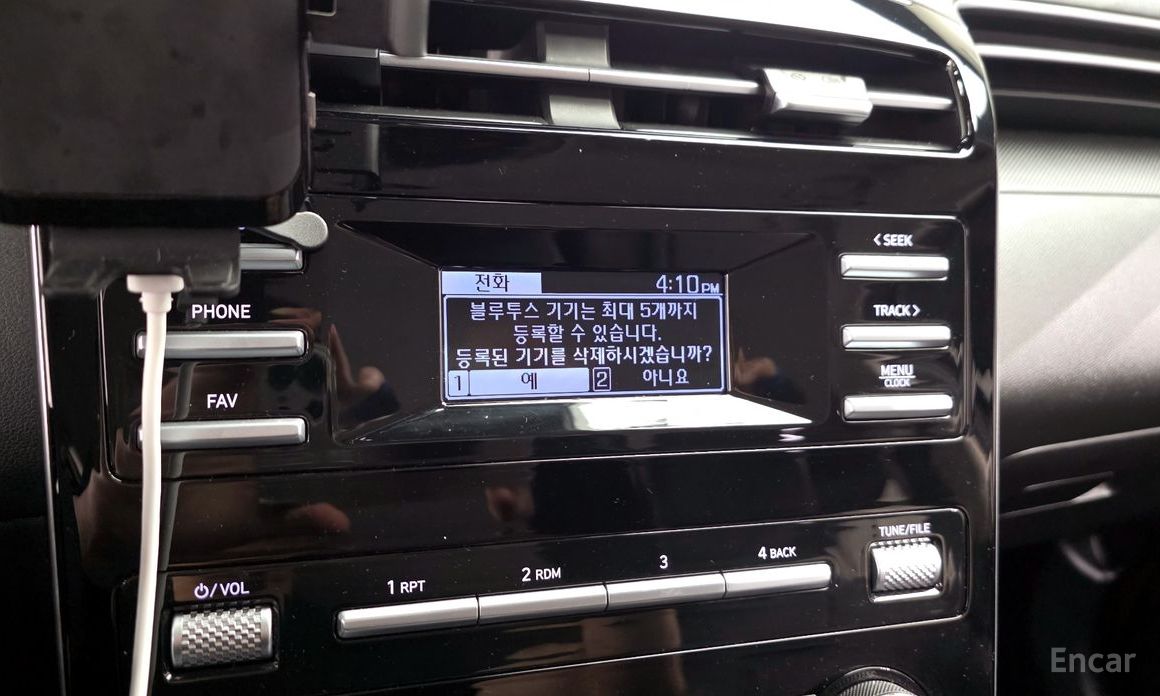 전화 4:10 PM
블루투스 기기는 최대 5개까지
등록할 수 있습니다.
등록된 기기를 삭제하시겠습니까?
1 예 2 아니요
PHONE
FAV
< SEEK
TRACK >
MENU
CLOCK
/ VOL
1 RPT
2 RDM
3
4 BACK
TUNE/FILE
Encar